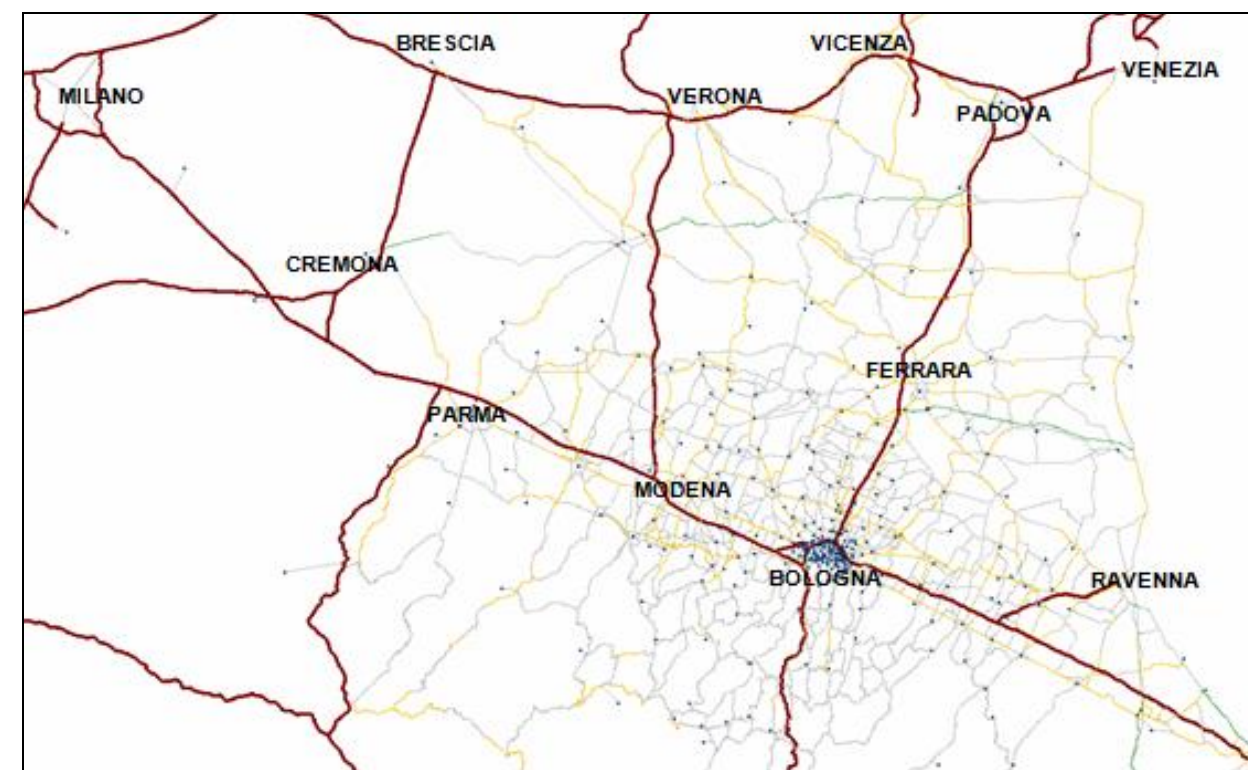 BRESCIA
VICENZA
VENEZIA
MILANO
VERONA
PADOVA
CREMONA
FERRARA
PARMA
MODENA
BOLOGNA
RAVENNA